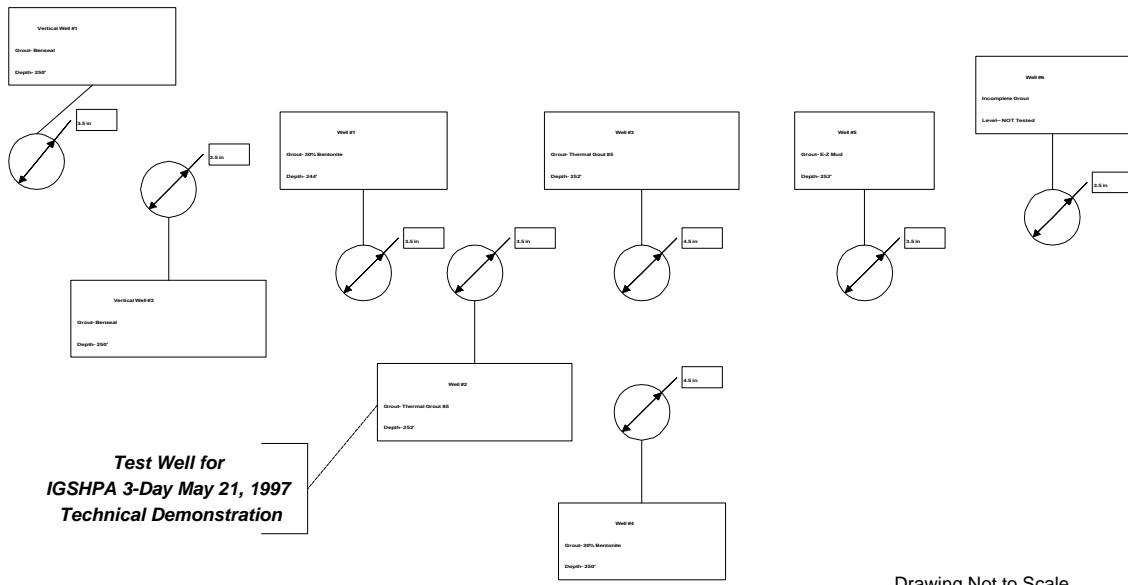 Vertical Well #1
Grout- Benseal
Depth- 250'
3.5 in
3.5 in
Vertical Well #2
Grout- Benseal
Depth- 250'
Well #1
Grout- 30% Bentonite
Depth- 244'
3.5 in
3.5 in
Well #2
Grout- Thermal Grout #5
Depth- 252'
Well #3
Grout- Thermal Gout #5
Depth- 252'
4.5 in
4.5 in
Well #4
Grout- 30% Bentonite
Depth- 250'
Well #5
Grout- E-Z Mud
Depth- 252'
3.5 in
Well #6
Incomplete Grout
Level-- NOT Tested
3.5 in
Test Well for
IGSHPA 3-Day May 21, 1997
Technical Demonstration
Drawing Not to Scale